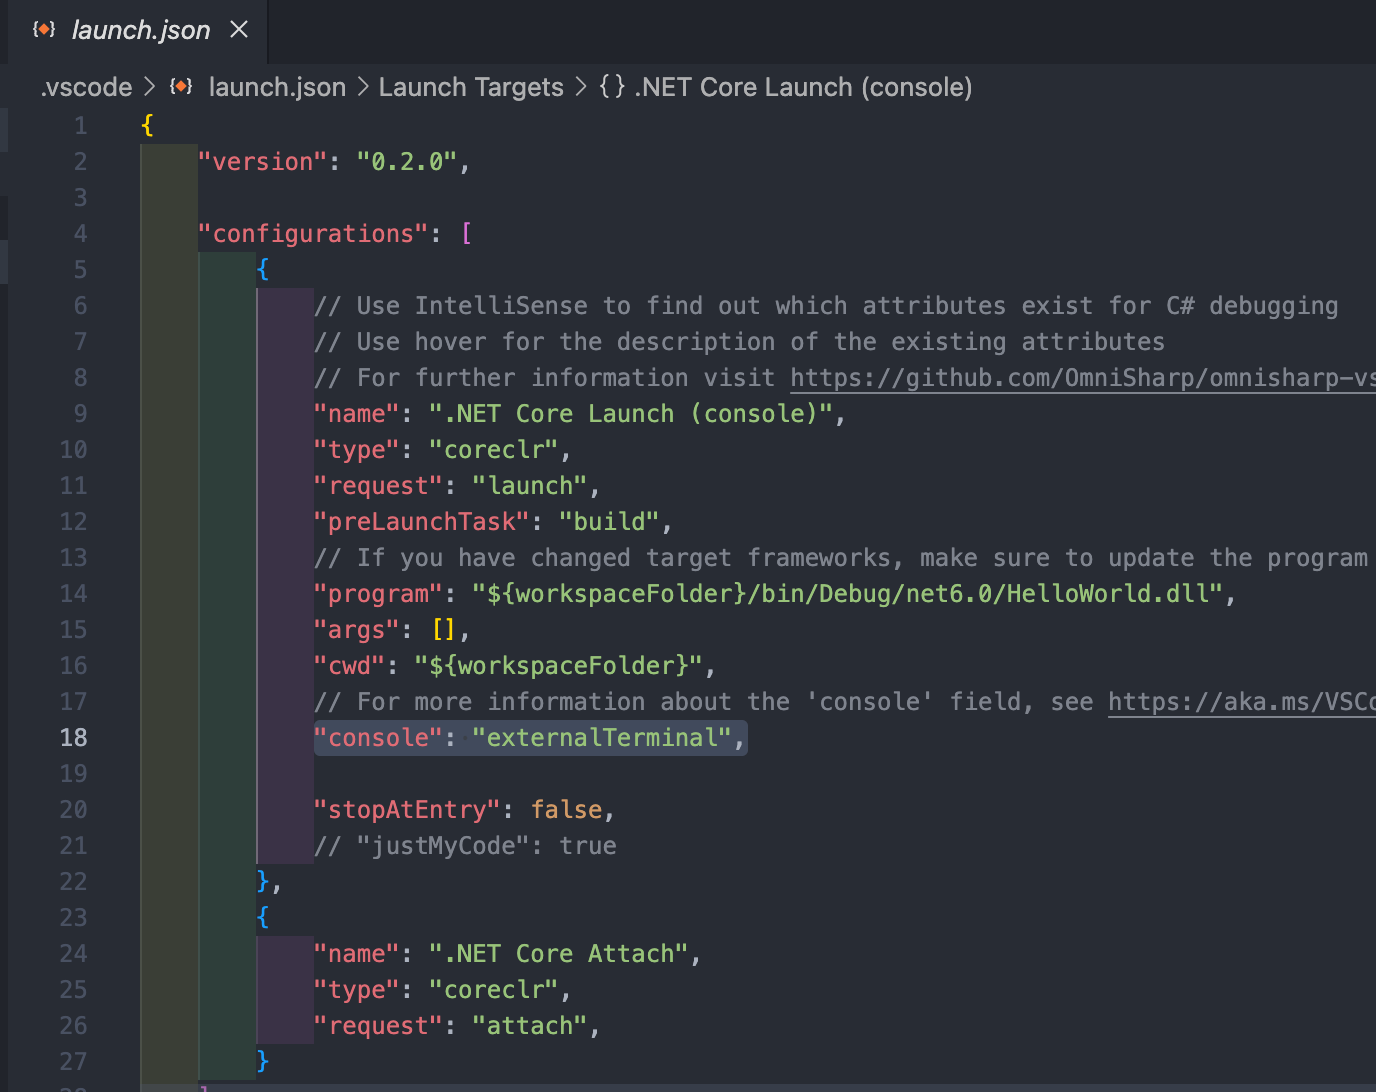 launch.json
.vscode > launch.json > Launch Targets > {} .NET Core Launch (console)
1 {
2 "version": "0.2.0",
3
4 "configurations": [
5 {
6 // Use IntelliSense to find out which attributes exist for C# debugging
7 // Use hover for the description of the existing attributes
8 // For further information visit https://github.com/OmniSharp/omnisharp-vs
9 "name": ".NET Core Launch (console)",
10 "type": "coreclr",
11 "request": "launch",
12 "preLaunchTask": "build",
13 // If you have changed target frameworks, make sure to update the program
14 "program": "${workspaceFolder}/bin/Debug/net6.0/HelloWorld.dll",
15 "args": [],
16 "cwd": "${workspaceFolder}",
17 // For more information about the 'console' field, see https://aka.ms/VSCo
18 "console": "externalTerminal",
19
20 "stopAtEntry": false,
21 // "justMyCode": true
22 },
23 {
24 "name": ".NET Core Attach",
25 "type": "coreclr",
26 "request": "attach",
27 }